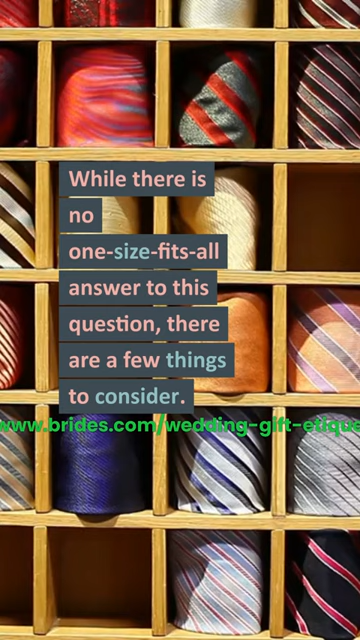 While there is
no
one-size-fits-all
answer to this
question, there
are a few things
to consider.
www.brides.com/wedding-gift-etique